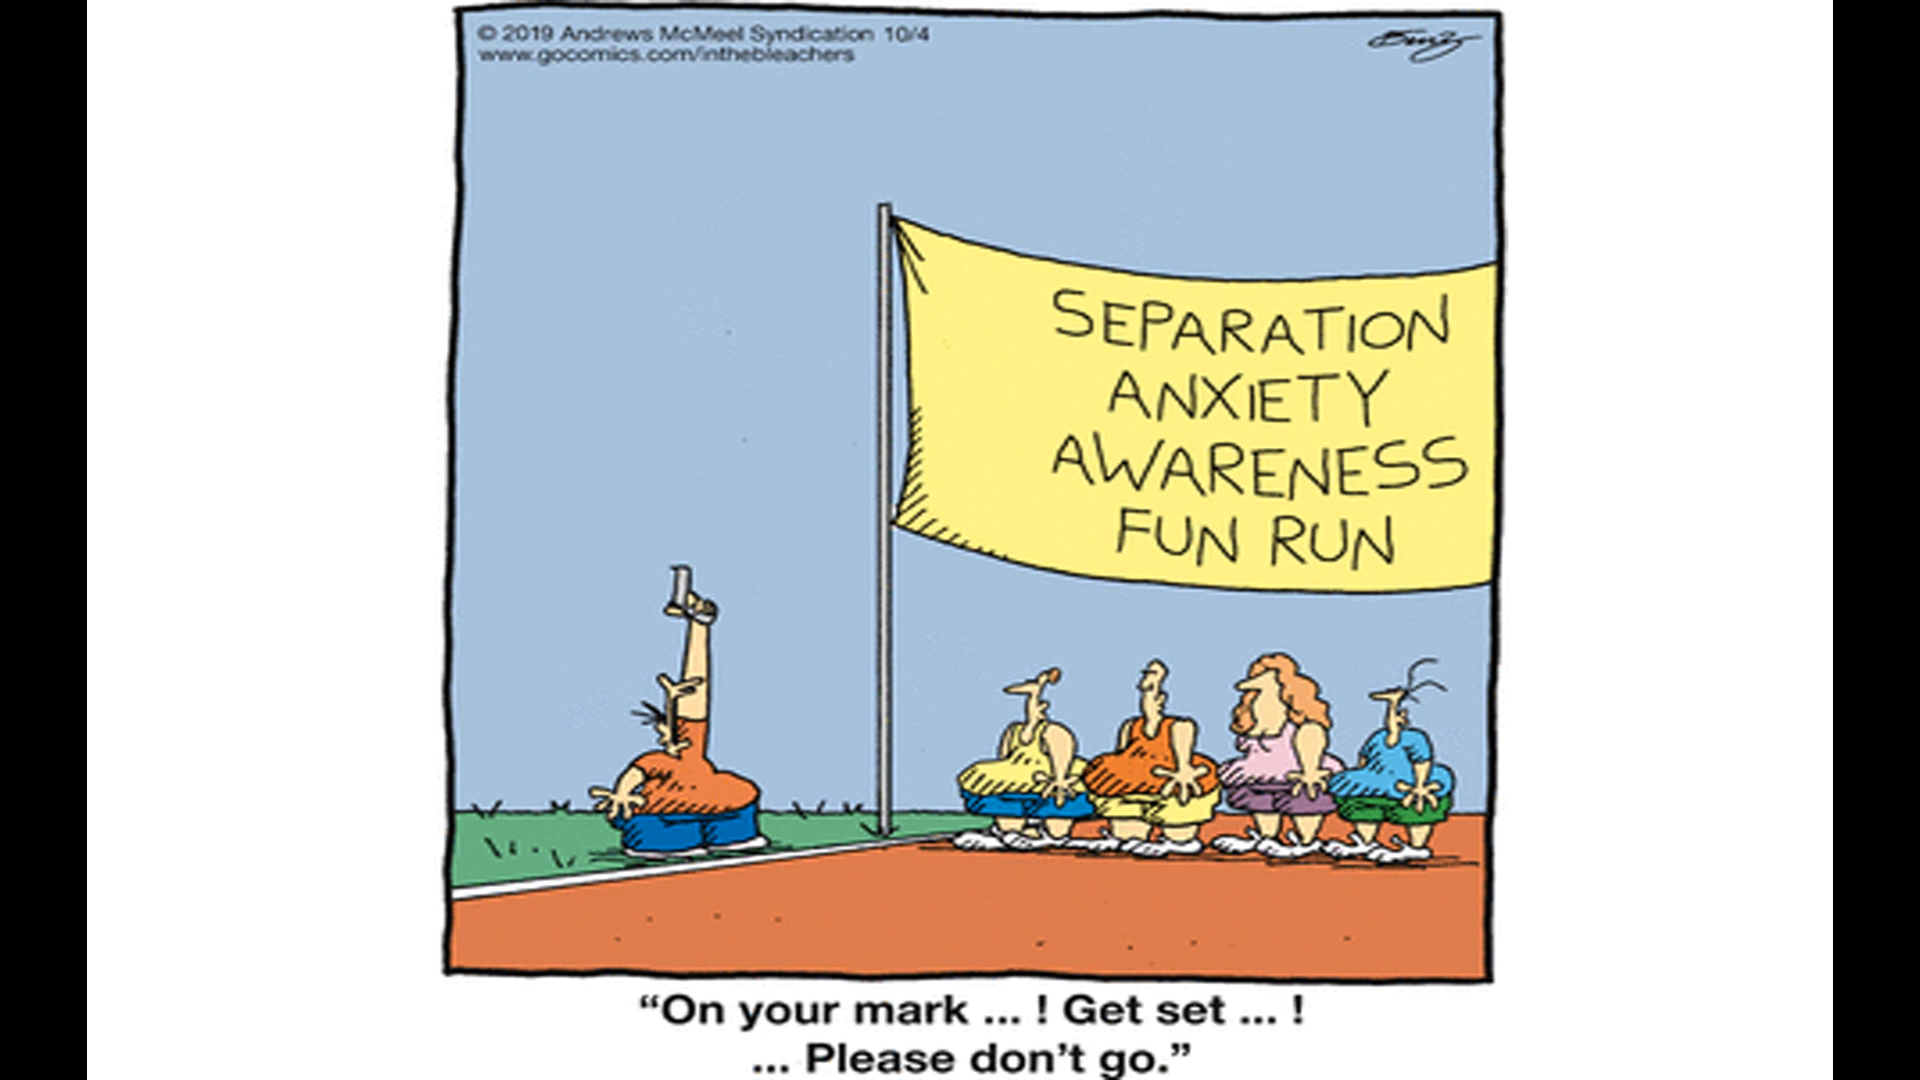 © 2019 Andrews McMeel Syndication 10/4
www.gocomics.com/inthebleachers
SEPARATION
ANXIETY
AWARENESS
FUN RUN
“On your mark ... ! Get set ... !
... Please don’t go.”